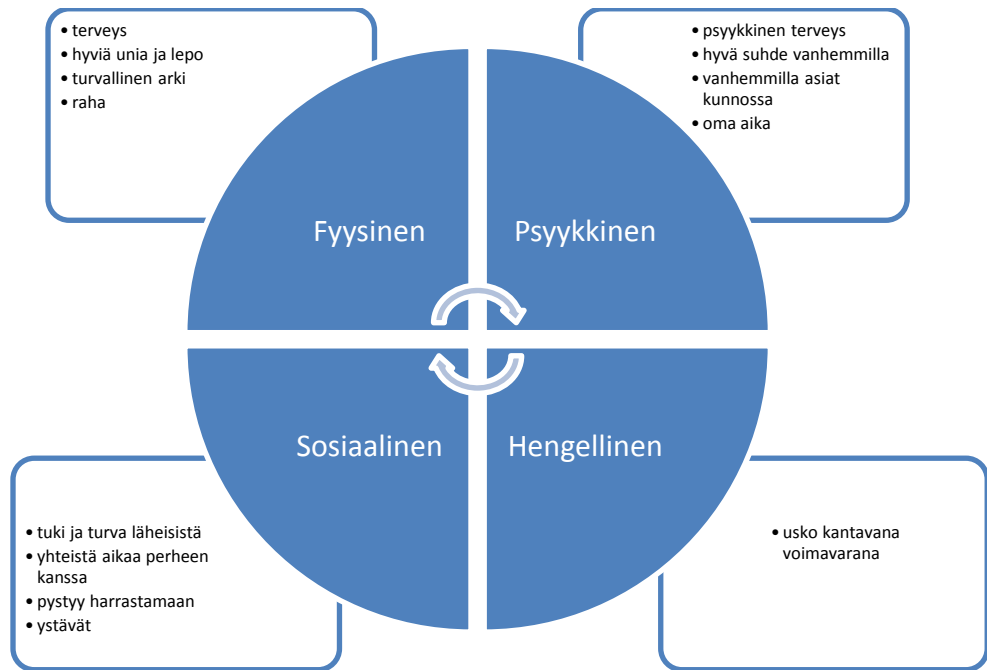 • terveys
• hyviä unia ja lepo
• turvallinen arki
• raha
• psyykkinen terveys
• hyvä suhde vanhemmilla
• vanhemmilla asiat
kunnossa
• oma aika
Fyysinen
Psyykkinen
Sosiaalinen
Hengellinen
• tuki ja turva läheisistä
• yhteistä aikaa perheen
kanssa
• pystyy harrastamaan
• ystävät
• usko kantavana
voimavarana